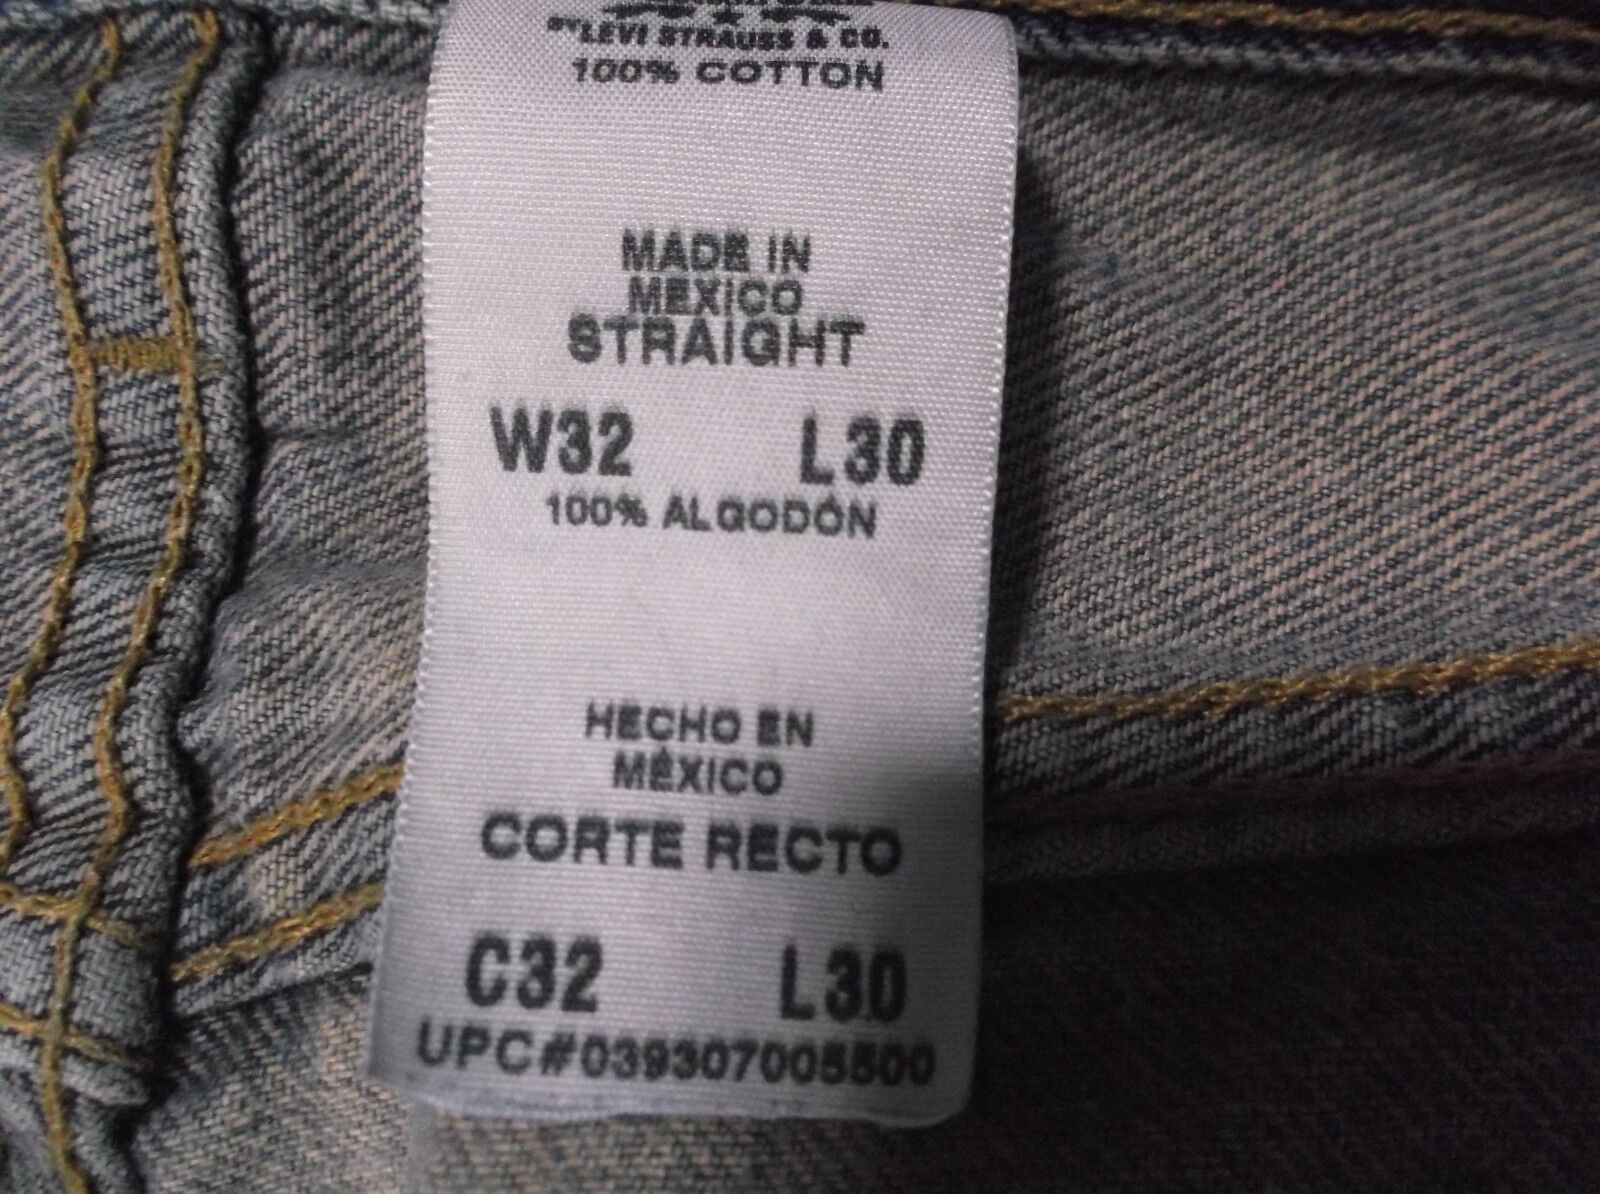 BY LEVI STRAUSS & CO.
100% COTTON
MADE IN
MEXICO
STRAIGHT
W32 L30
100% ALGODÓN
HECHO EN
MÉXICO
CORTE RECTO
C32 L30
UPC#039307005500